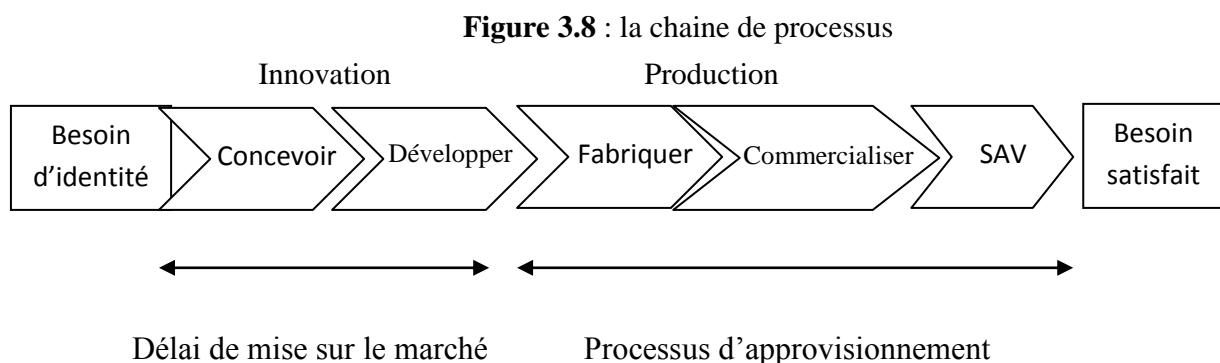 Figure 3.8 : la chaine de processus
Innovation Production
Besoin
d’identité
Concevoir
Développer
Fabriquer
Commercialiser
SAV
Besoin
satisfait
Délai de mise sur le marché Processus d’approvisionnement